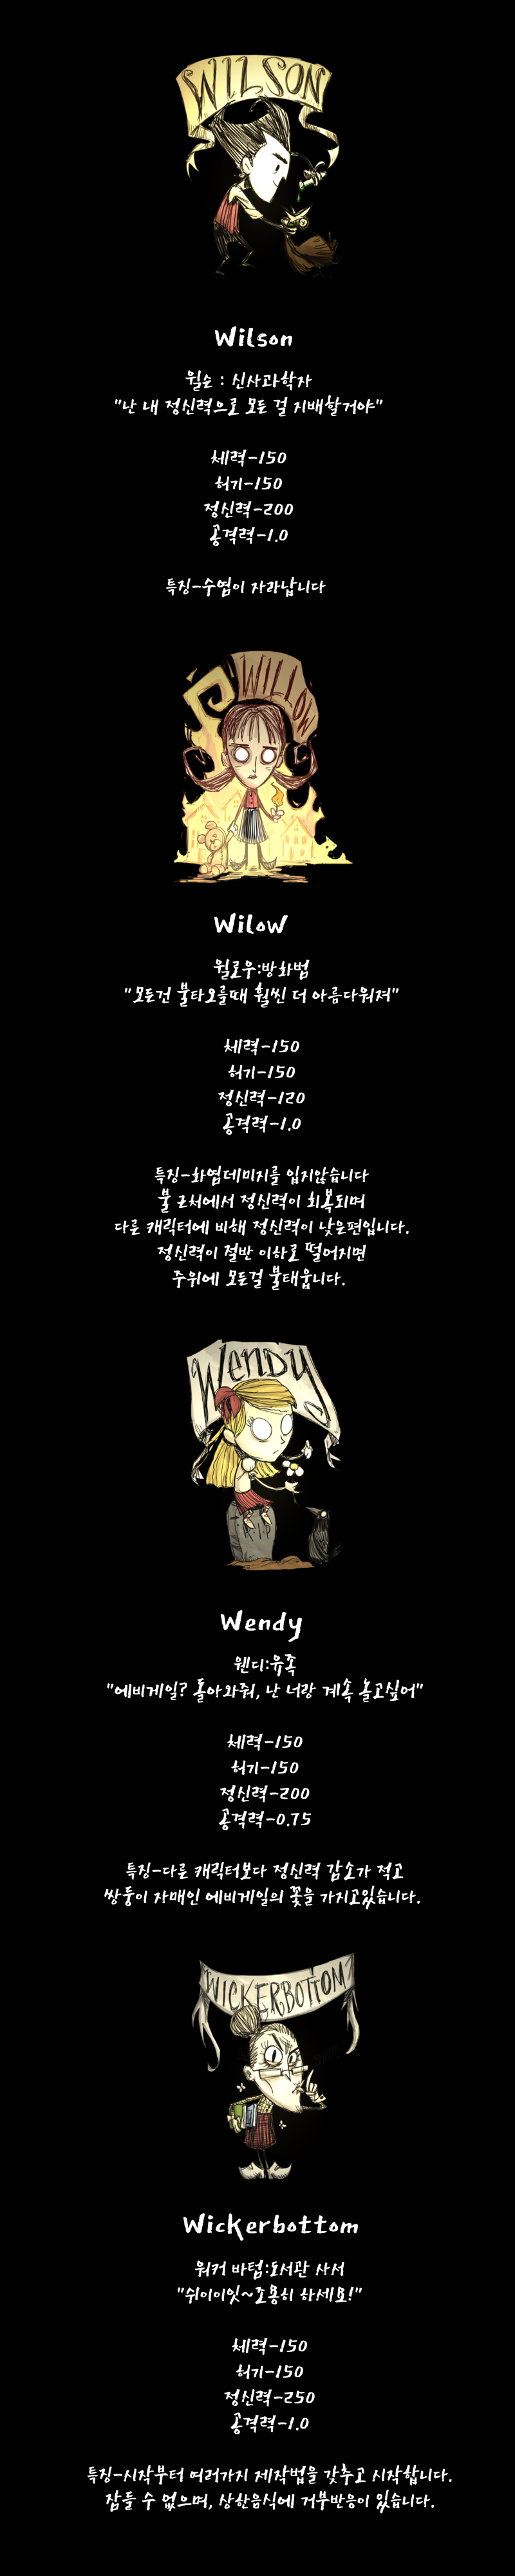 WILSON
Wilson
윌슨 : 신사과학자
"난 내 정신력으로 모든 걸 지배할거야"
체력-150
허기-150
정신력-200
공격력-1.0
특징-수염이 자라납니다
WILLOW
Wilow
윌로우:방화범
"모든건 불타오를때 훨씬 더 아름다워져"
체력-150
허기-150
정신력-120
공격력-1.0
특징-화염데미지를 입지않습니다
불 근처에서 정신력이 회복되며
다른 캐릭터에 비해 정신력이 낮은편입니다.
정신력이 절반 이하로 떨어지면
주위에 모든걸 불태웁니다.
Wendy
Wendy
웬디:유족
"에비게일? 돌아와줘, 난 너랑 계속 놀고싶어"
체력-150
허기-150
정신력-200
공격력-0.75
특징-다른 캐릭터보다 정신력 감소가 적고
쌍둥이 자매인 에비게일의 꽃을 가지고있습니다.
WICKERBOTTOM
Wickerbottom
위커 바텀:도서관 사서
"쉬이이잇~조용히 하세요!"
체력-150
허기-150
정신력-250
공격력-1.0
특징-시작부터 여러가지 제작법을 갖추고 시작합니다.
잠들 수 없으며, 상한음식에 거부반응이 있습니다.